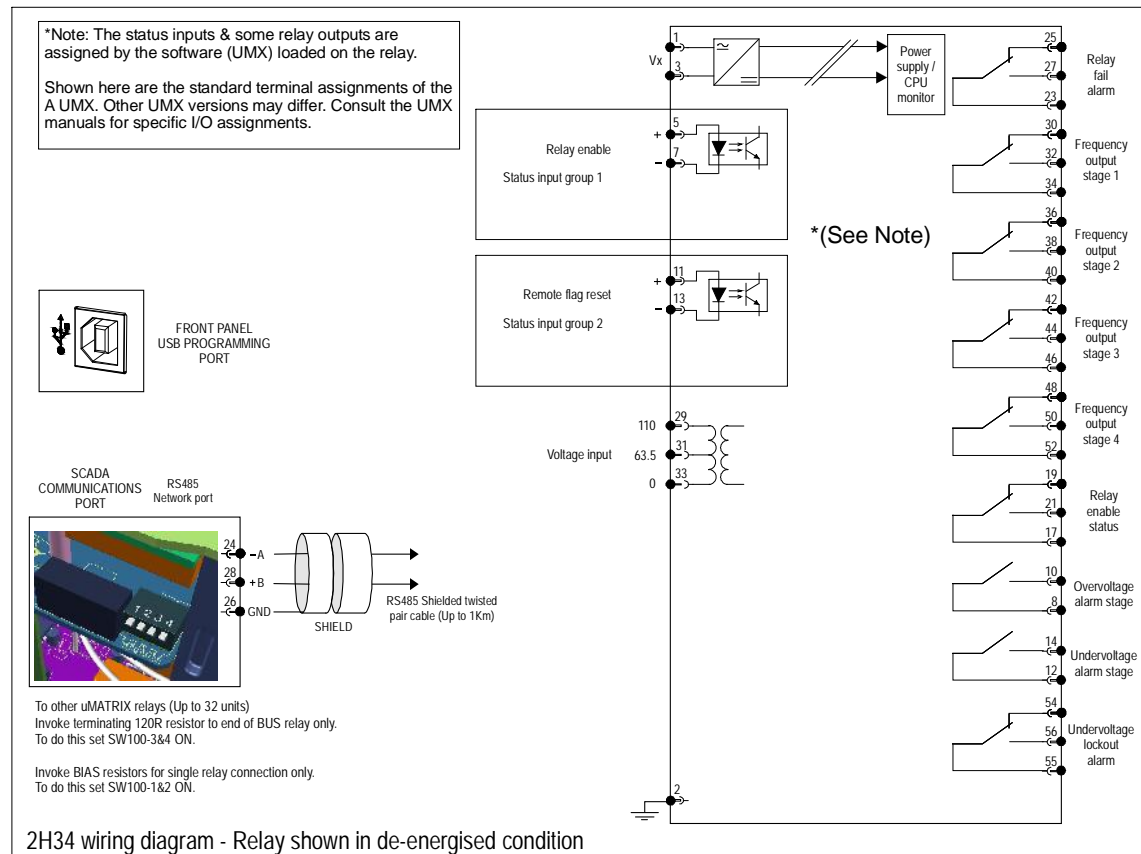 *Note: The status inputs & some relay outputs are
assigned by the software (UMX) loaded on the relay.
Shown here are the standard terminal assignments of the
A UMX. Other UMX versions may differ. Consult the UMX
manuals for specific I/O assignments.
Vx
1
3
Power
supply /
CPU
monitor
25
27
23
Relay
fail
alarm
Relay enable
Status input group 1
+
5
–
7
30
32
34
Frequency
output
stage 1
*(See Note)
36
38
40
Frequency
output
stage 2
Remote flag reset
Status input group 2
+
11
–
13
42
44
46
Frequency
output
stage 3
FRONT PANEL
USB PROGRAMMING
PORT
48
50
52
Frequency
output
stage 4
Voltage input
110
29
63.5
31
0
33
19
21
17
Relay
enable
status
SCADA
COMMUNICATIONS
PORT
RS485
Network port
1 2 3 4
24
–A
28
+B
26
GND
SHIELD
RS485 Shielded twisted
pair cable (Up to 1Km)
10
8
Overvoltage
alarm stage
14
12
Undervoltage
alarm stage
54
56
55
Undervoltage
lockout
alarm
To other uMATRIX relays (Up to 32 units)
Invoke terminating 120R resistor to end of BUS relay only.
To do this set SW100-3&4 ON.
Invoke BIAS resistors for single relay connection only.
To do this set SW100-1&2 ON.
2
2H34 wiring diagram - Relay shown in de-energised condition